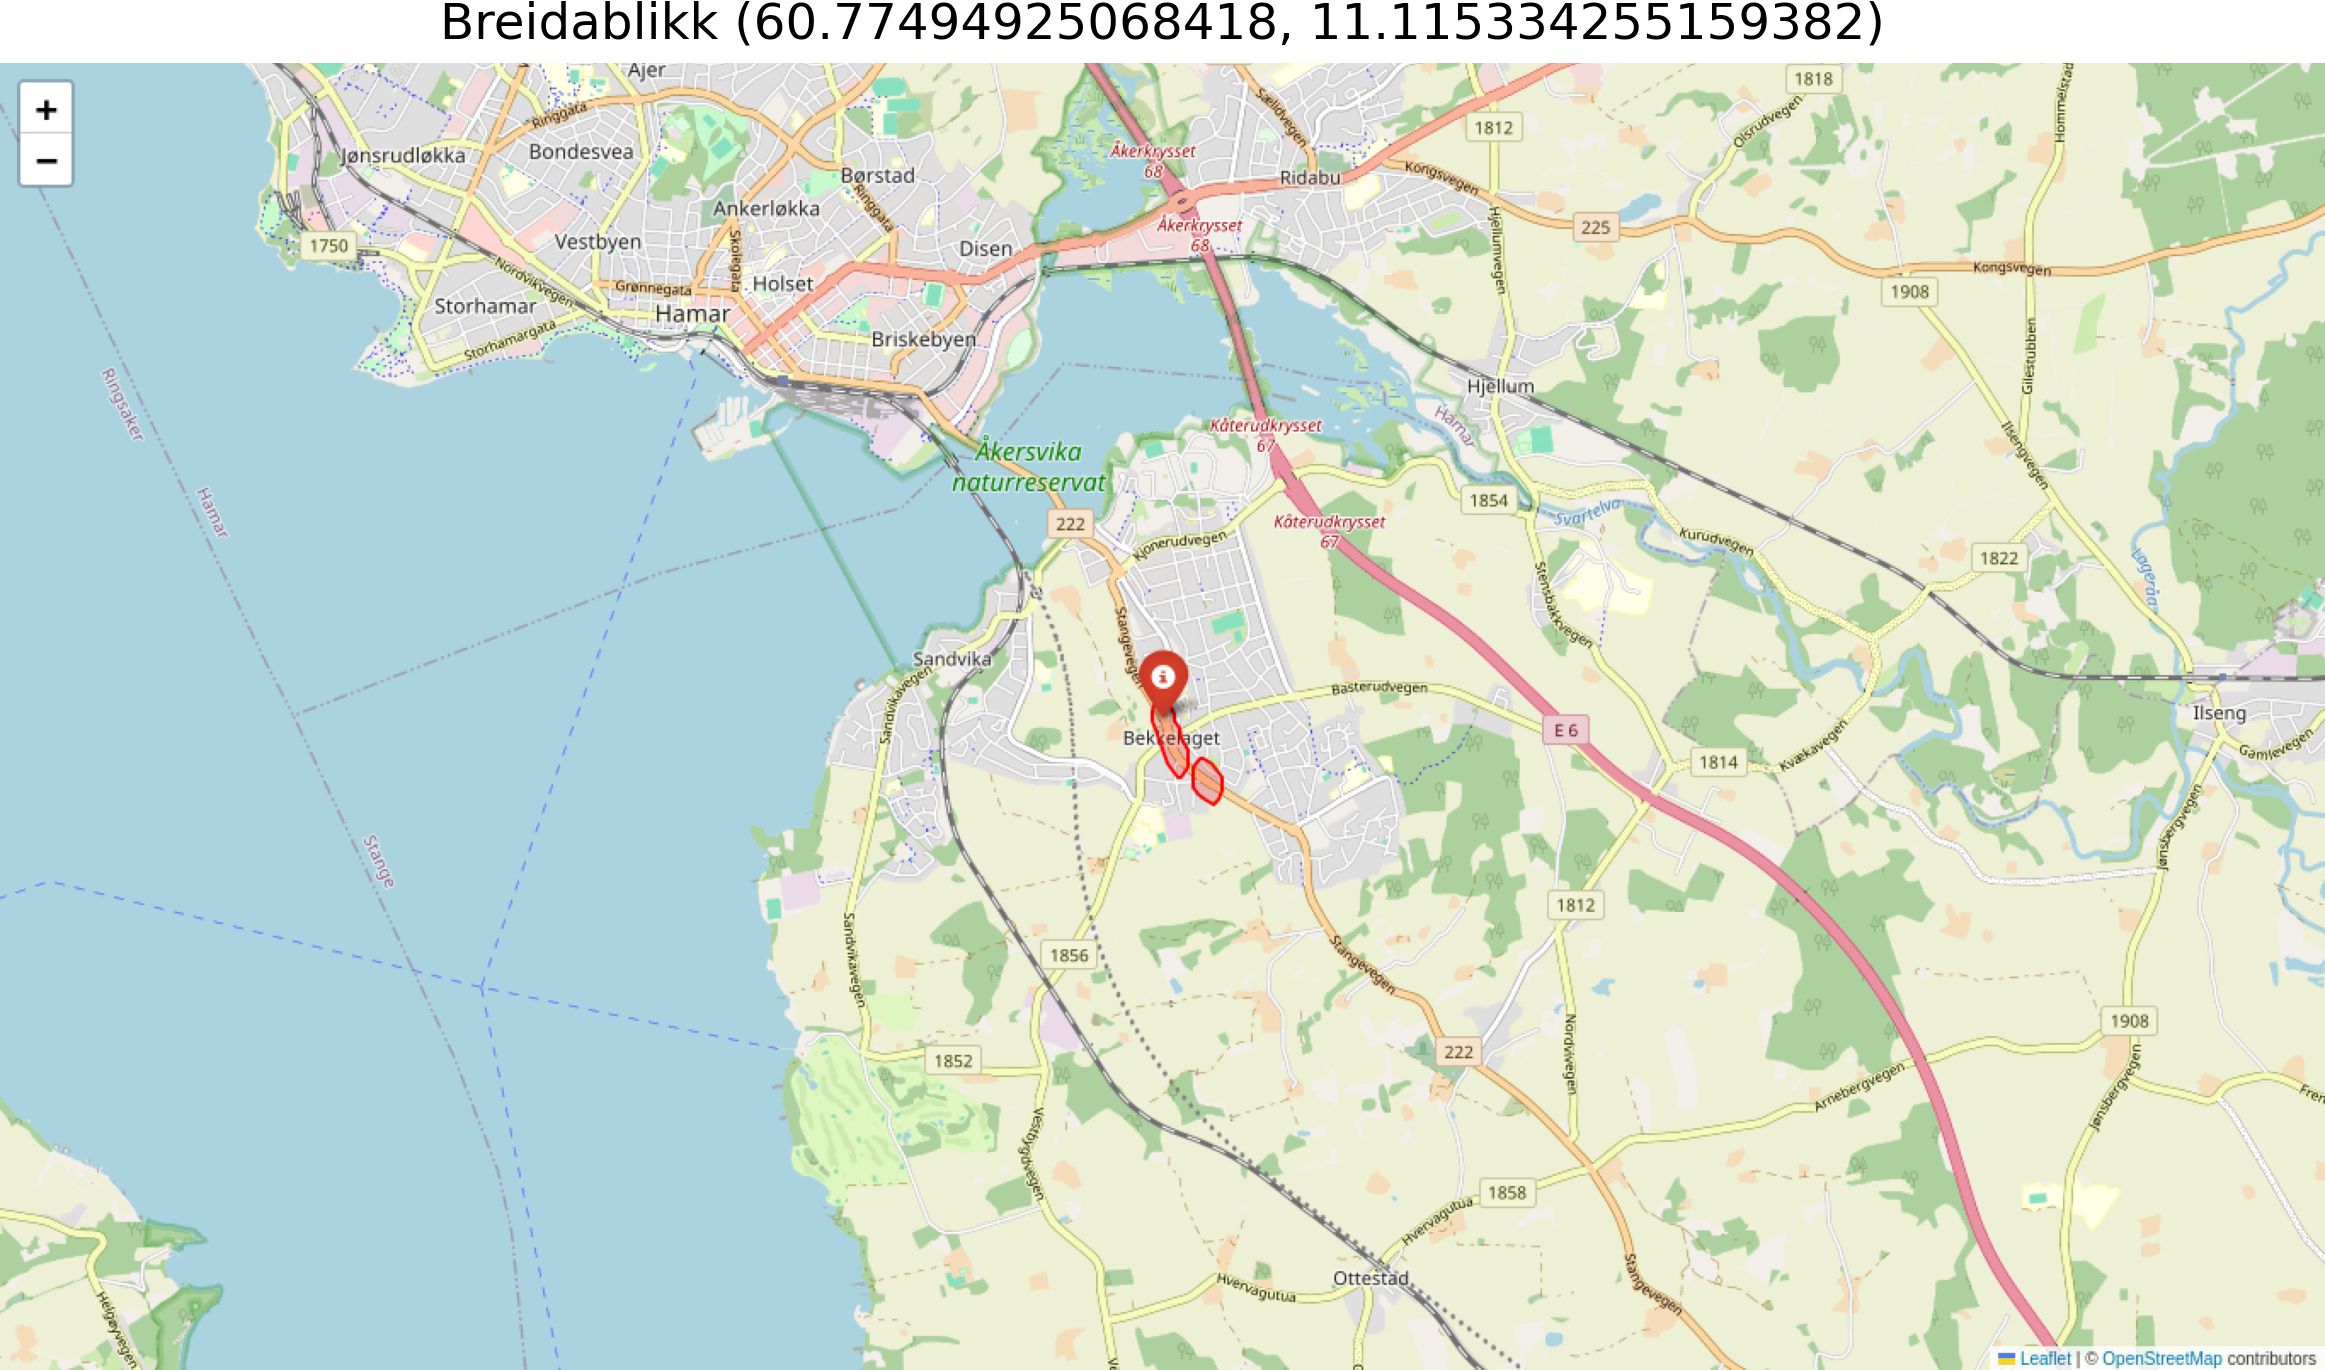 Breidablikk (60.77494925068418, 11.115334255159382)
+
−
Ajer
Ringgata
Jønsrudløkka
Bondesvea
Børstad
Ringgata
Ankerløkka
Skolegata
Vestbyen
1750
Nordvikvegen
Grønnegata
Holset
Disen
Storhamar
Hamar
Storhamargata
Briskebyen
Åkerkrysset
68
Åkerkrysset
68
Sælidvegen
Ridabu
Kongsvegen
1812
1818
Olsrudvegen
Hommelstad
225
Hjellumvegen
Kongsvegen
1908
Gilestubben
Hjellum
Hamar
Kåterudkrysset
67
Kåterudkrysset
67
Ilsengvegen
Åkersvika
naturreservat
222
Kjonerudvegen
1854
Svartelva
Kurudvegen
1822
Lageråa
Stensbakkvegen
Ringsaker
Hamar
Stange
Stangevegen
Sandvika
Sandvikavegen
Basterudvegen
Bekkelaget
E 6
1814
Kvækavegen
Ilseng
Gamlevegen
Jønsbergvegen
1812
Sandvikavegen
1856
Stangevegen
1852
222
Nordvivegen
1908
Arnebergvegen
Jønsbergvegen
Fren
Vestbygdvegen
1858
Hvervagutua
Hvervagutua
Ottestad
Stangevegen
Helgøyvegen
Leaflet | © OpenStreetMap contributors